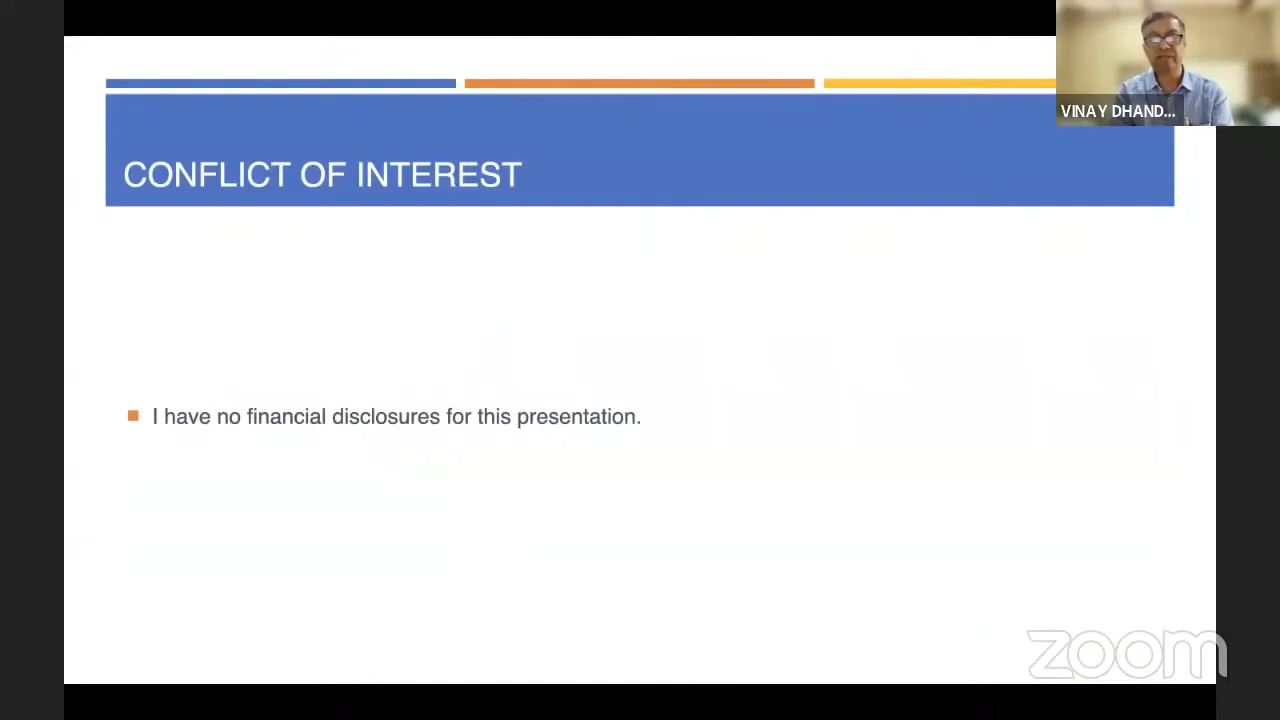 VINAY DHAND...
CONFLICT OF INTEREST
I have no financial disclosures for this presentation.
zoom